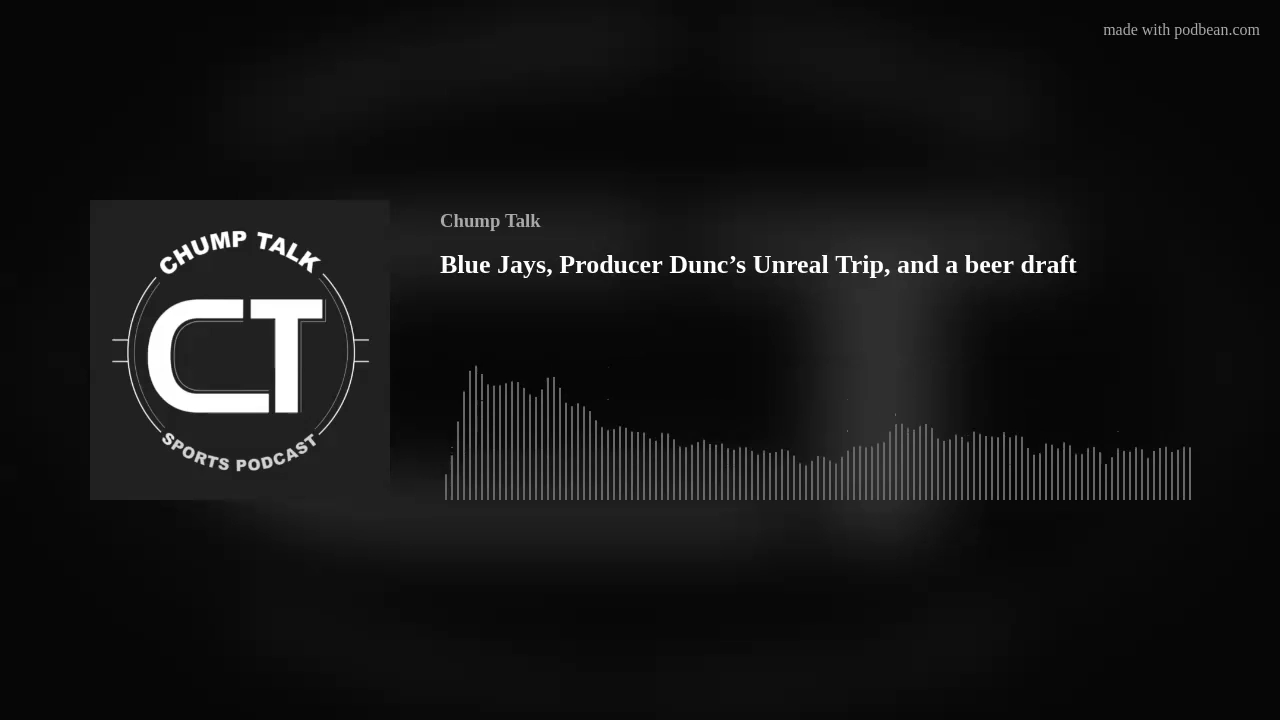 made with podbean.com
CHUMP TALK
CT
SPORTS PODCAST
Chump Talk
Blue Jays, Producer Dunc’s Unreal Trip, and a beer draft